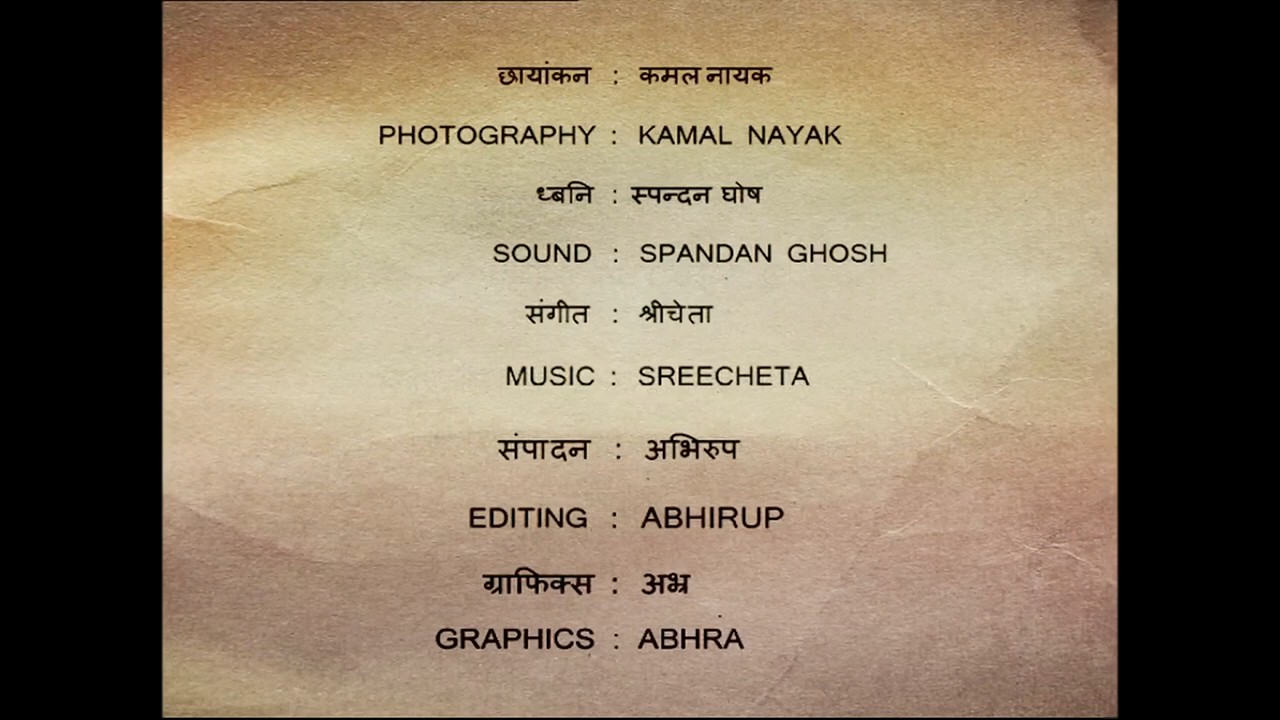 छायांकन : कमल नायक
PHOTOGRAPHY : KAMAL NAYAK
ध्बनि : स्पन्दन घोष
SOUND : SPANDAN GHOSH
संगीत : श्रीचेता
MUSIC : SREECHETA
संपादन : अभिरुप
EDITING : ABHIRUP
ग्राफिक्स : अभ्र
GRAPHICS : ABHRA